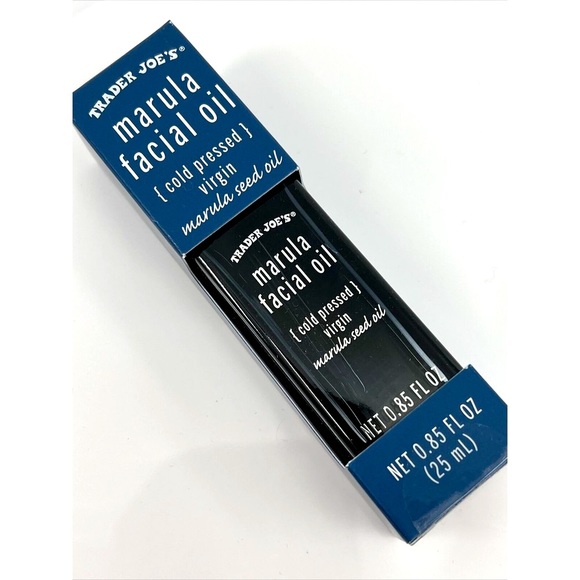 TRADER JOE'S®
marula
facial oil
{ cold pressed }
virgin
marula seed oil
TRADER JOE'S®
marula
facial oil
{ cold pressed }
virgin
marula seed oil
NET 0.85 FL OZ
NET 0.85 FL OZ
(25 mL)